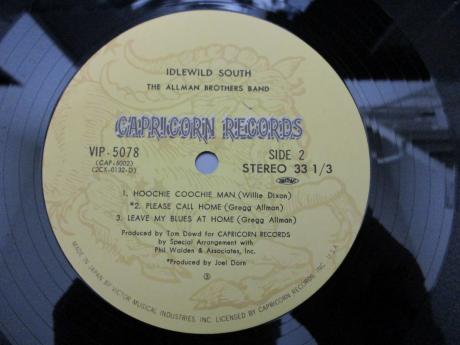 IDLEWILD SOUTH
THE ALLMAN BROTHERS BAND
CAPRICORN RECORDS
VIP-5078
(CAP-8002)
(2CX-0132-D)
SIDE 2
STEREO 33 1/3
1. HOOCHIE COOCHIE MAN (Willie Dixon)
*2. PLEASE CALL HOME (Gregg Allman)
3. LEAVE MY BLUES AT HOME (Gregg Allman)
Produced by Tom Dowd for CAPRICORN RECORDS
by Special Arrangement with
Phil Walden & Associates, Inc.
*Produced by Joel Dorn
MADE IN JAPAN BY VICTOR MUSICAL INDUSTRIES, INC. LICENSED BY CAPRICORN RECORDS, INC. U.S.A.